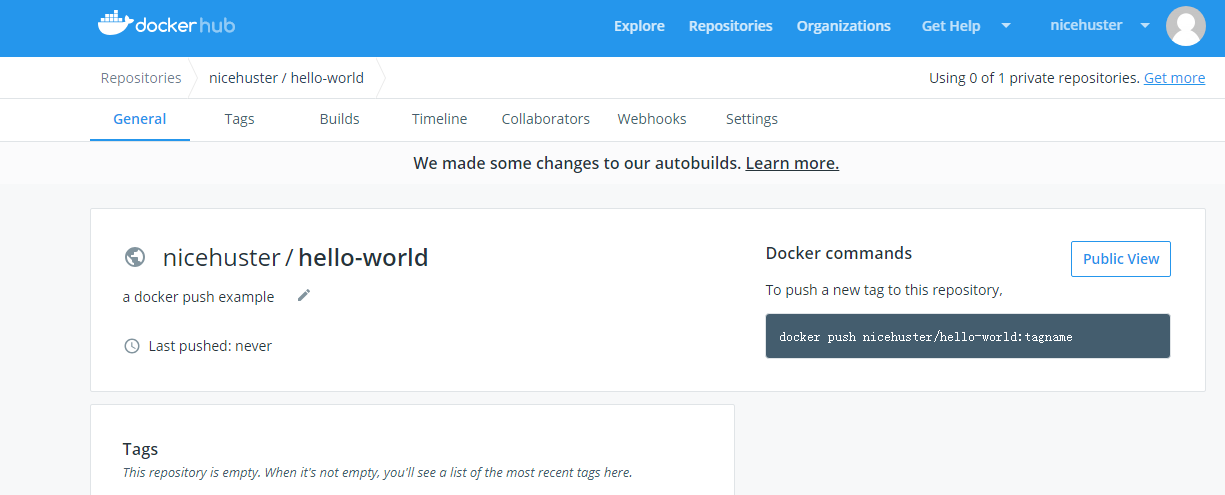 docker hub Explore Repositories Organizations Get Help nicehuster
Repositories nicehuster / hello-world Using 0 of 1 private repositories. Get more
General Tags Builds Timeline Collaborators Webhooks Settings
We made some changes to our autobuilds. Learn more.
nicehuster / hello-world
a docker push example
Last pushed: never
Docker commands
Public View
To push a new tag to this repository,
docker push nicehuster/hello-world:tagname
Tags
This repository is empty. When it's not empty, you'll see a list of the most recent tags here.